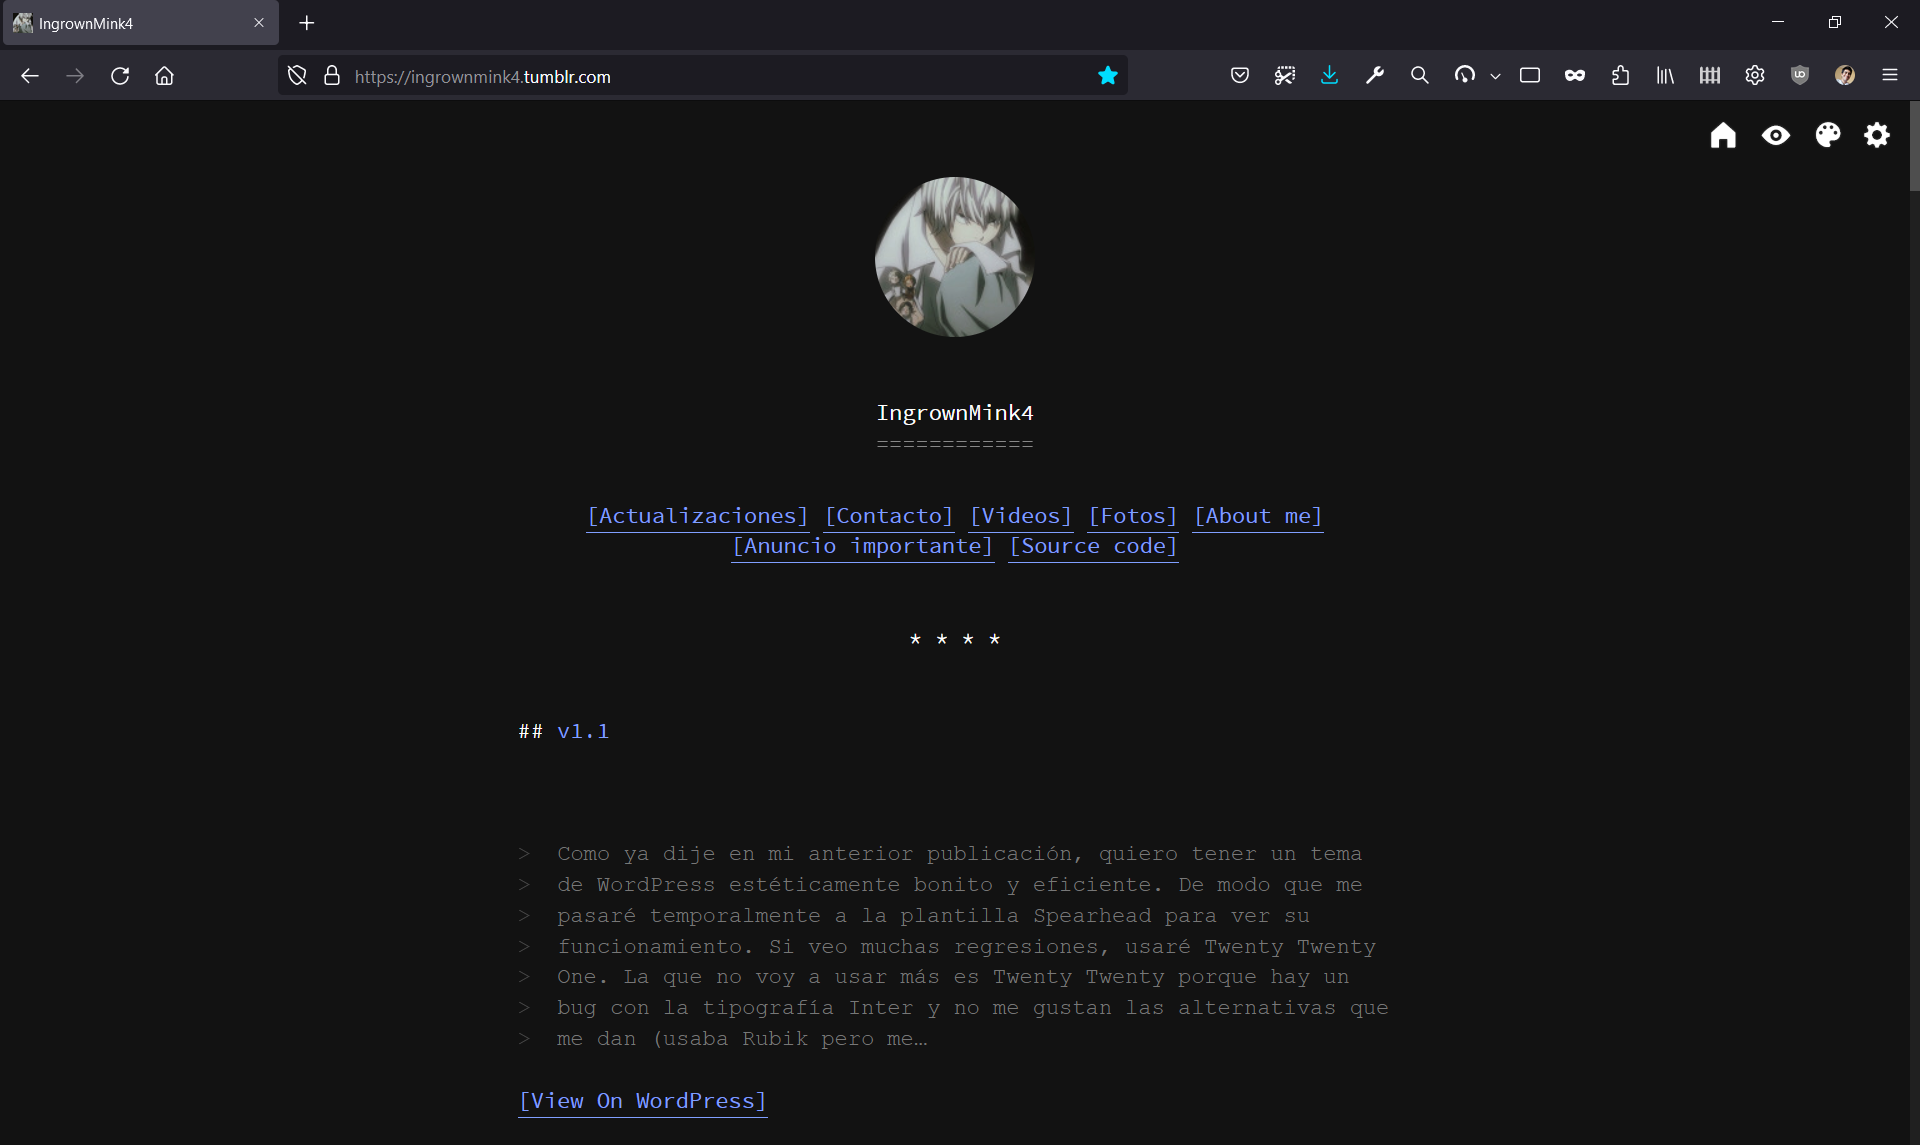 IngrownMink4
https://ingrownmink4.tumblr.com
IngrownMink4
============
[Actualizaciones] [Contacto] [Videos] [Fotos] [About me]
[Anuncio importante] [Source code]
* * * *
## v1.1
> Como ya dije en mi anterior publicación, quiero tener un tema
> de WordPress estéticamente bonito y eficiente. De modo que me
> pasaré temporalmente a la plantilla Spearhead para ver su
> funcionamiento. Si veo muchas regresiones, usaré Twenty Twenty
> One. La que no voy a usar más es Twenty Twenty porque hay un
> bug con la tipografía Inter y no me gustan las alternativas que
> me dan (usaba Rubik pero me…
[View On WordPress]